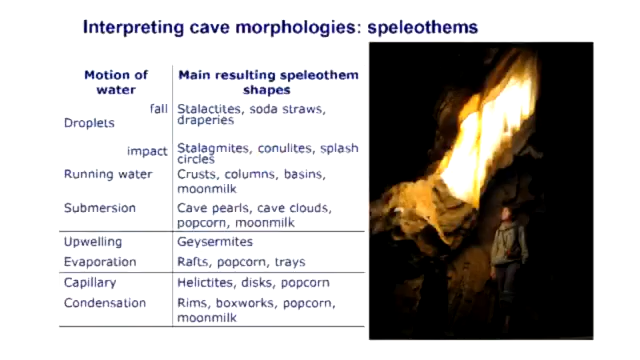 Interpreting cave morphologies: speleothems
Motion of water
Main resulting speleothem shapes
fall
Droplets
Stalactites, soda straws,
draperies
impact
Stalagmites, conulites, splash
circles
Running water
Crusts, columns, basins,
moonmilk
Submersion
Cave pearls, cave clouds,
popcorn, moonmilk
Upwelling
Geysermites
Evaporation
Rafts, popcorn, trays
Capillary
Helictites, disks, popcorn
Condensation
Rims, boxworks, popcorn,
moonmilk